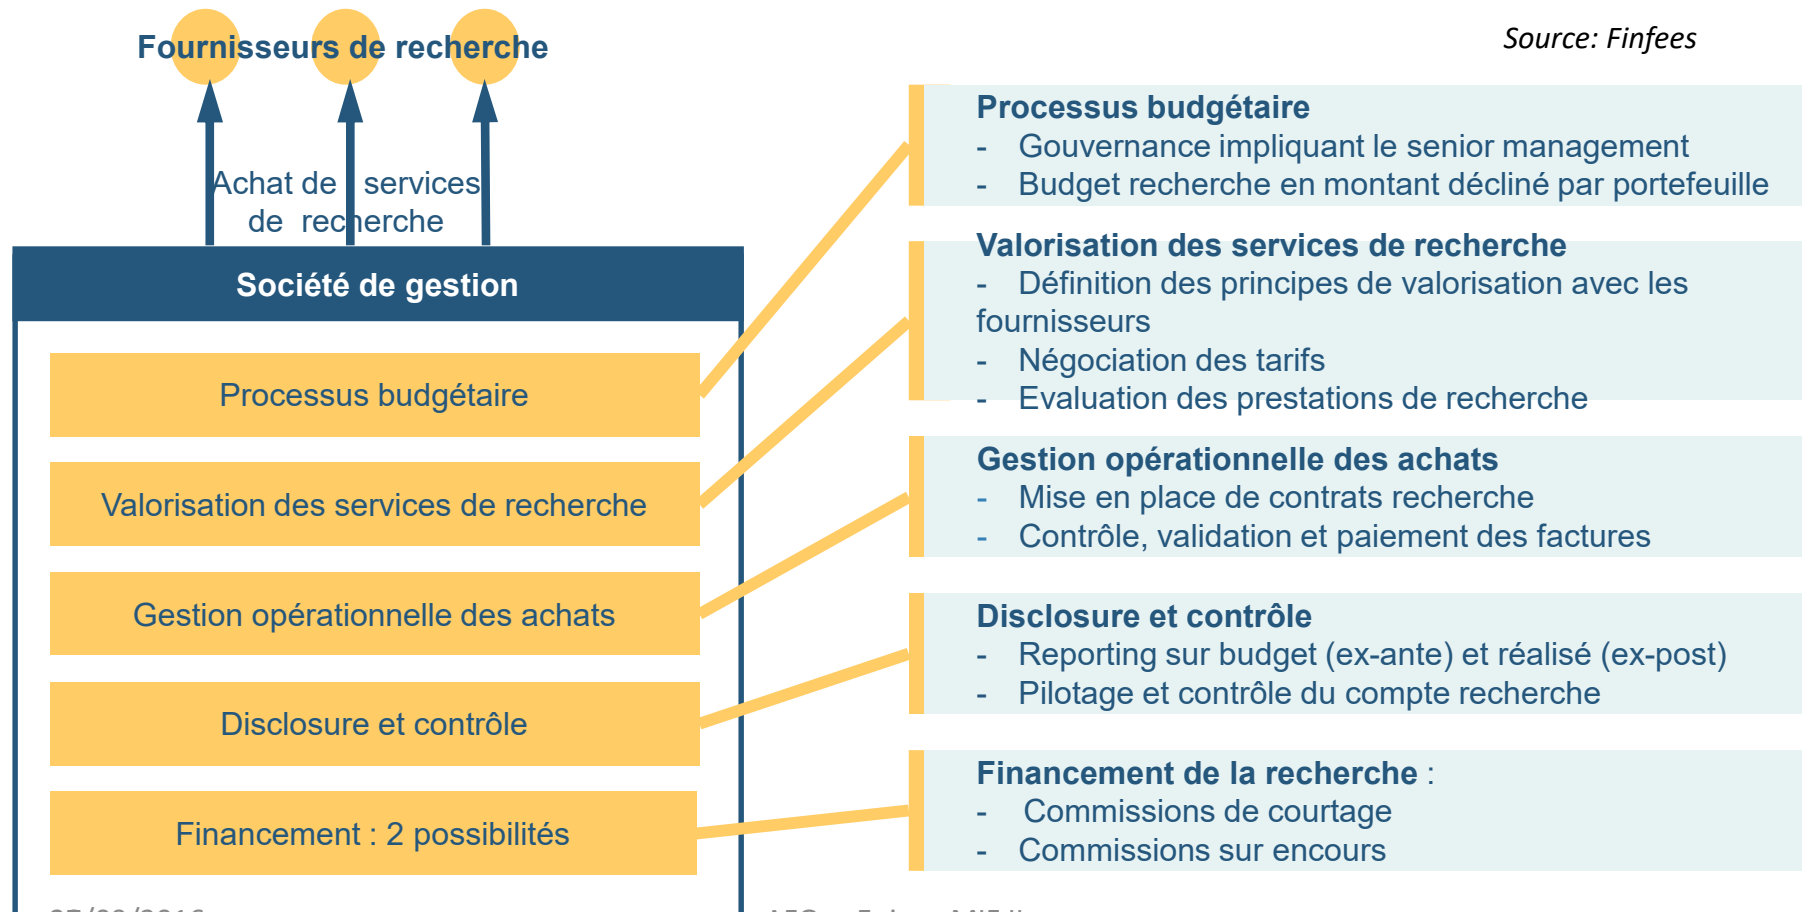 Fournisseurs de recherche
Source: Finfees
Achat de services
de recherche
Société de gestion
Processus budgétaire
Valorisation des services de recherche
Gestion opérationnelle des achats
Disclosure et contrôle
Financement : 2 possibilités
Processus budgétaire
- Gouvernance impliquant le senior management
- Budget recherche en montant décliné par portefeuille
Valorisation des services de recherche
- Définition des principes de valorisation avec les
fournisseurs
- Négociation des tarifs
- Evaluation des prestations de recherche
Gestion opérationnelle des achats
- Mise en place de contrats recherche
- Contrôle, validation et paiement des factures
Disclosure et contrôle
- Reporting sur budget (ex-ante) et réalisé (ex-post)
- Pilotage et contrôle du compte recherche
Financement de la recherche :
- Commissions de courtage
- Commissions sur encours